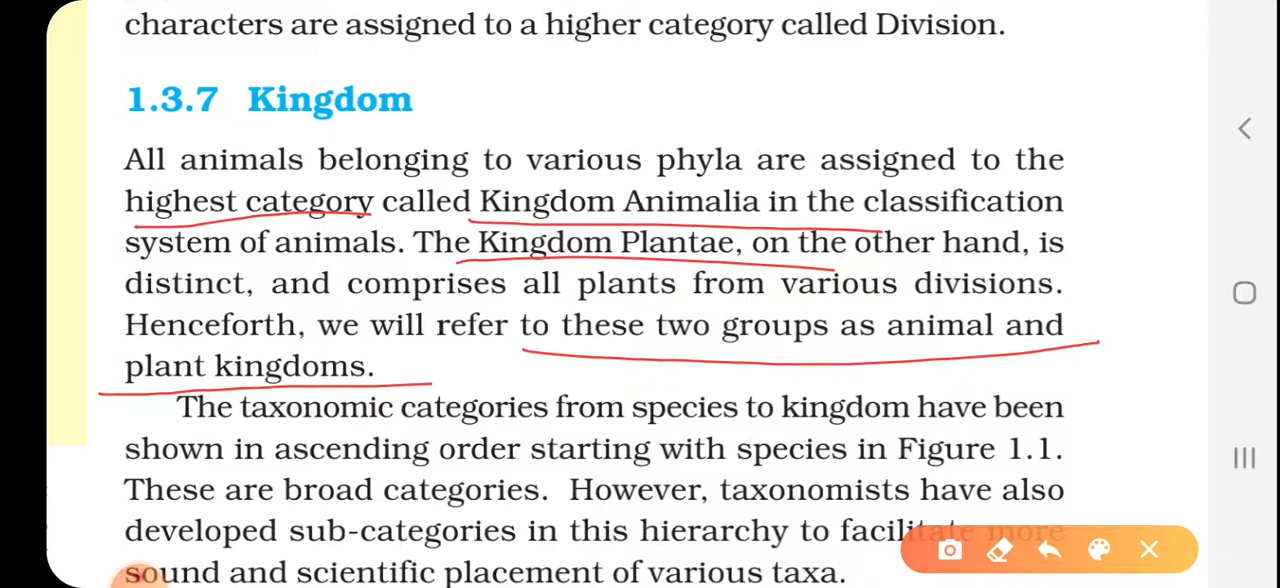 characters are assigned to a higher category called Division.
1.3.7 Kingdom
All animals belonging to various phyla are assigned to the
highest category called Kingdom Animalia in the classification
system of animals. The Kingdom Plantae, on the other hand, is
distinct, and comprises all plants from various divisions.
Henceforth, we will refer to these two groups as animal and
plant kingdoms.
The taxonomic categories from species to kingdom have been
shown in ascending order starting with species in Figure 1.1.
These are broad categories. However, taxonomists have also
developed sub-categories in this hierarchy to facilitate more
sound and scientific placement of various taxa.